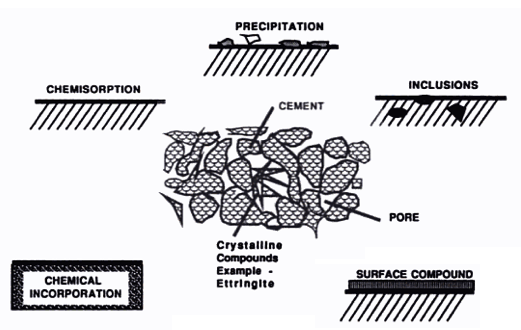 PRECIPITATION
CHEMISORPTION
INCLUSIONS
CEMENT
PORE
Crystalline
Compounds
Example -
Ettringite
CHEMICAL
INCORPORATION
SURFACE COMPOUND